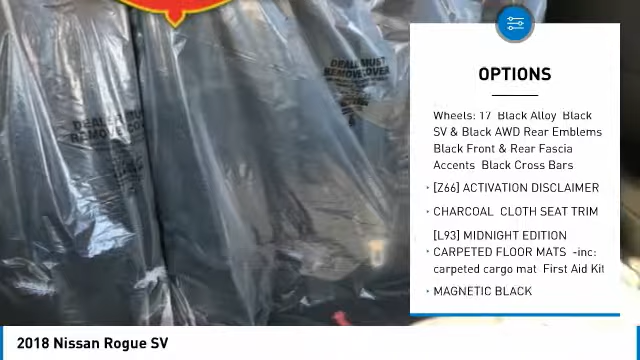 DEALER MUST
REMOVE COVER
DEALER MUST
REMOVE COVER
OPTIONS
Wheels: 17 Black Alloy Black
SV & Black AWD Rear Emblems
Black Front & Rear Fascia
Accents Black Cross Bars
[Z66] ACTIVATION DISCLAIMER
CHARCOAL CLOTH SEAT TRIM
[L93] MIDNIGHT EDITION
CARPETED FLOOR MATS -inc:
carpeted cargo mat First Aid Kit
MAGNETIC BLACK
2018 Nissan Rogue SV